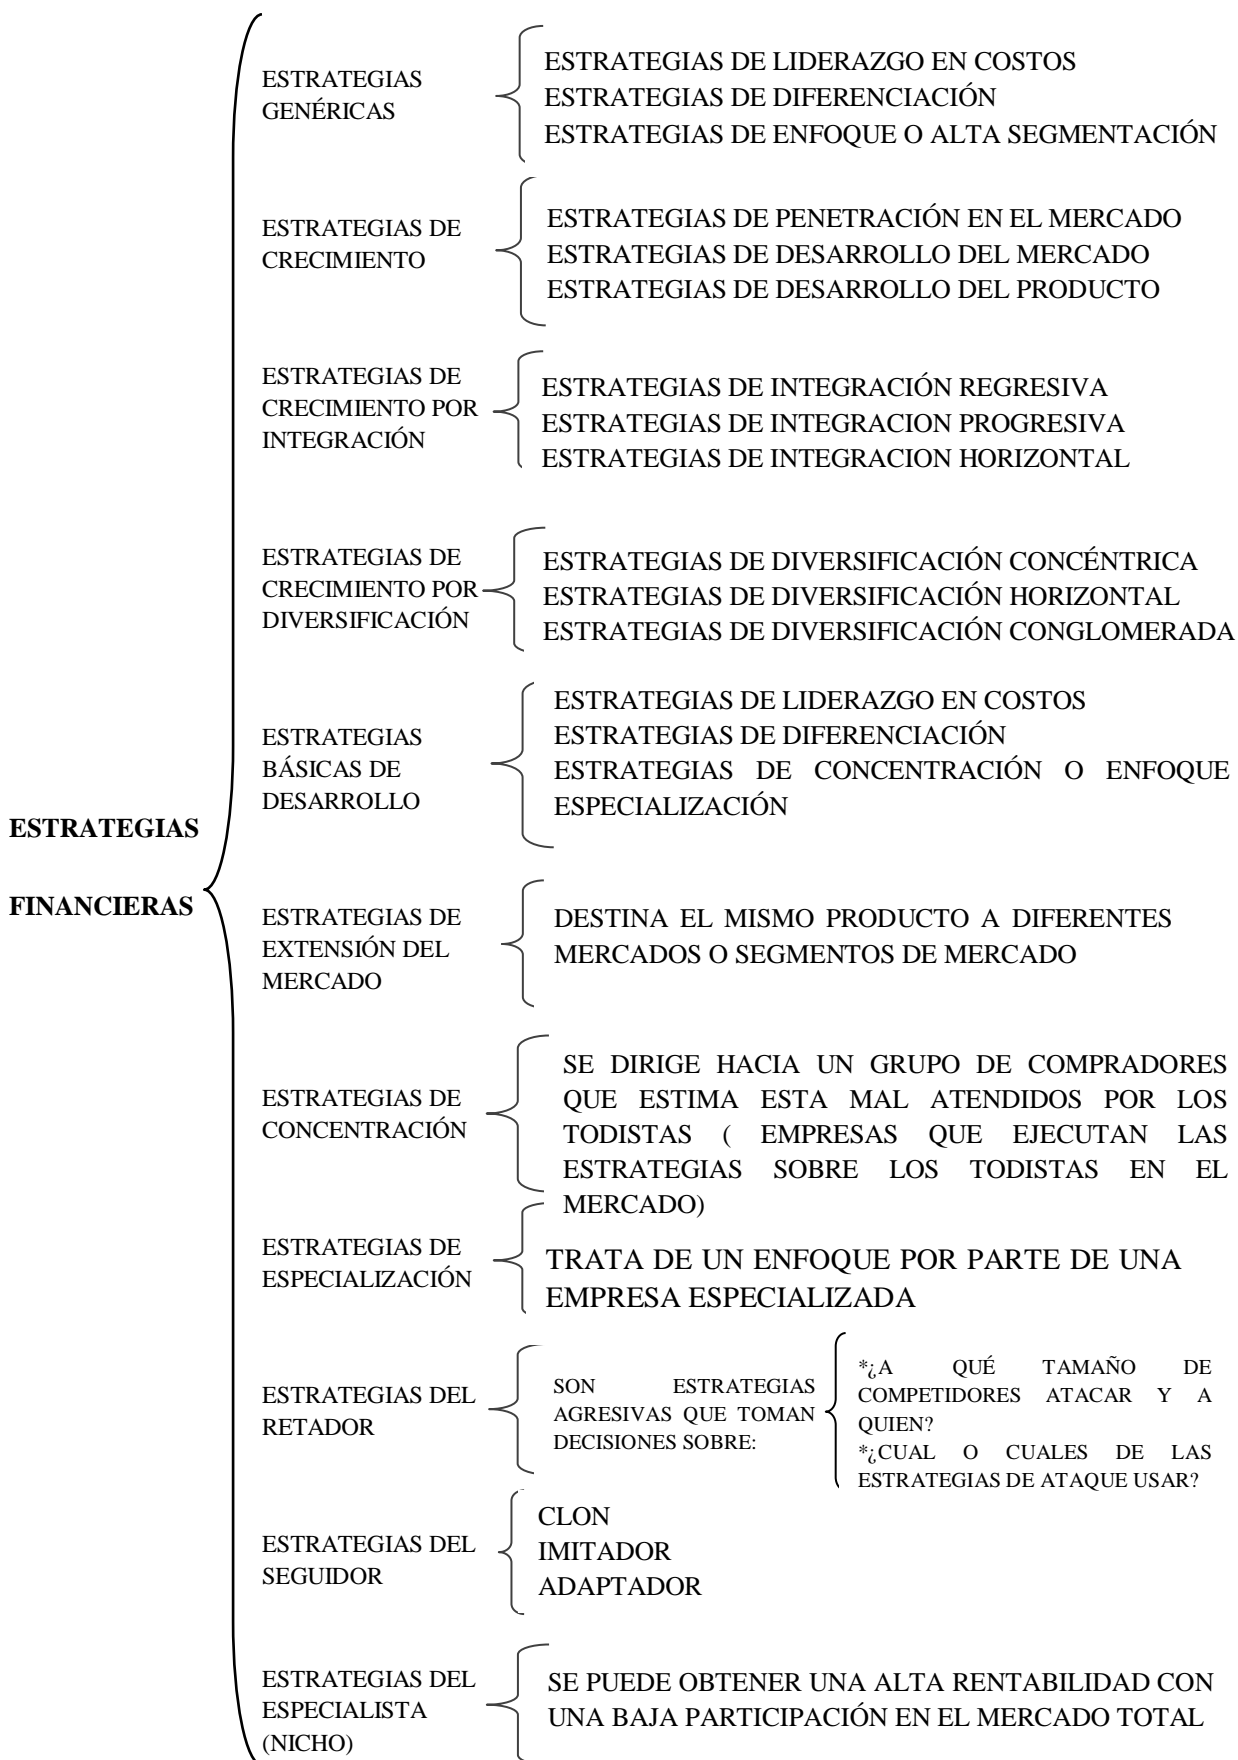 ESTRATEGIAS
FINANCIERAS
ESTRATEGIAS
GENÉRICAS
ESTRATEGIAS DE LIDERAZGO EN COSTOS
ESTRATEGIAS DE DIFERENCIACIÓN
ESTRATEGIAS DE ENFOQUE O ALTA SEGMENTACIÓN
ESTRATEGIAS DE
CRECIMIENTO
ESTRATEGIAS DE PENETRACIÓN EN EL MERCADO
ESTRATEGIAS DE DESARROLLO DEL MERCADO
ESTRATEGIAS DE DESARROLLO DEL PRODUCTO
ESTRATEGIAS DE
CRECIMIENTO POR
INTEGRACIÓN
ESTRATEGIAS DE INTEGRACIÓN REGRESIVA
ESTRATEGIAS DE INTEGRACION PROGRESIVA
ESTRATEGIAS DE INTEGRACION HORIZONTAL
ESTRATEGIAS DE
CRECIMIENTO POR
DIVERSIFICACIÓN
ESTRATEGIAS DE DIVERSIFICACIÓN CONCÉNTRICA
ESTRATEGIAS DE DIVERSIFICACIÓN HORIZONTAL
ESTRATEGIAS DE DIVERSIFICACIÓN CONGLOMERADA
ESTRATEGIAS
BÁSICAS DE
DESARROLLO
ESTRATEGIAS DE LIDERAZGO EN COSTOS
ESTRATEGIAS DE DIFERENCIACIÓN
ESTRATEGIAS DE CONCENTRACIÓN O ENFOQUE
ESPECIALIZACIÓN
ESTRATEGIAS DE
EXTENSIÓN DEL
MERCADO
DESTINA EL MISMO PRODUCTO A DIFERENTES
MERCADOS O SEGMENTOS DE MERCADO
ESTRATEGIAS DE
CONCENTRACIÓN
SE DIRIGE HACIA UN GRUPO DE COMPRADORES
QUE ESTIMA ESTA MAL ATENDIDOS POR LOS
TODISTAS ( EMPRESAS QUE EJECUTAN LAS
ESTRATEGIAS SOBRE LOS TODISTAS EN EL
MERCADO)
ESTRATEGIAS DE
ESPECIALIZACIÓN
TRATA DE UN ENFOQUE POR PARTE DE UNA
EMPRESA ESPECIALIZADA
ESTRATEGIAS DEL
RETADOR
SON ESTRATEGIAS
AGRESIVAS QUE TOMAN
DECISIONES SOBRE:
*¿A QUÉ TAMAÑO DE
COMPETIDORES ATACAR Y A
QUIEN?
*¿CUAL O CUALES DE LAS
ESTRATEGIAS DE ATAQUE USAR?
ESTRATEGIAS DEL
SEGUIDOR
CLON
IMITADOR
ADAPTADOR
ESTRATEGIAS DEL
ESPECIALISTA
(NICHO)
SE PUEDE OBTENER UNA ALTA RENTABILIDAD CON
UNA BAJA PARTICIPACIÓN EN EL MERCADO TOTAL